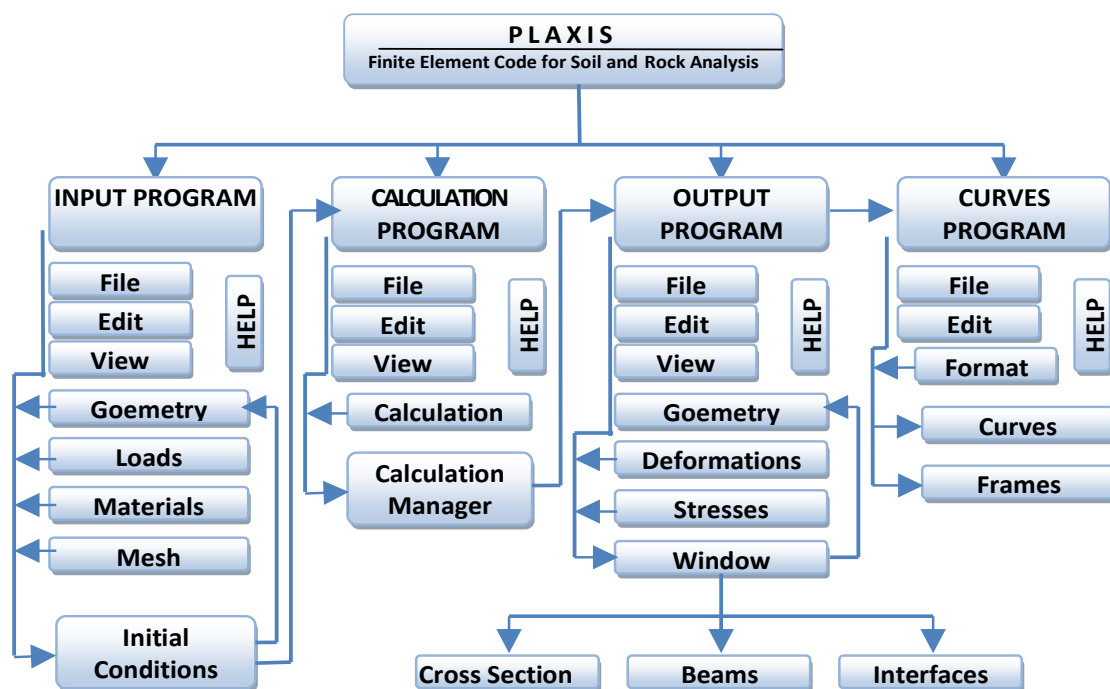 PLAXIS
Finite Element Code for Soil and Rock Analysis
INPUT PROGRAM
File
Edit
View
HELP
Goemetry
Loads
Materials
Mesh
Initial
Conditions
CALCULATION
PROGRAM
File
Edit
View
HELP
Calculation
Calculation
Manager
OUTPUT
PROGRAM
File
Edit
View
HELP
Goemetry
Deformations
Stresses
Window
Cross Section
Beams
Interfaces
CURVES
PROGRAM
File
Edit
HELP
Format
Curves
Frames